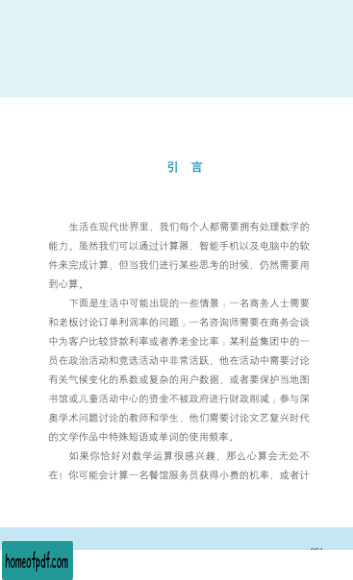 引 言
生活在现代世界里，我们每个人都需要拥有处理数字的
能力。虽然我们可以通过计算器、智能手机以及电脑中的软
件来完成计算，但当我们进行某些思考的时候，仍然需要用
到心算。
下面是生活中可能出现的一些情景：一名商务人士需要
和老板讨论订单利润率的问题；一名咨询师需要在商务会谈
中为客户比较贷款利率或者养老金比率；某利益集团中的一
员在政治活动和竞选活动中非常活跃，他在活动中需要讨论
有关气候变化的系数或复杂的用户数据，或者要保护当地图
书馆或儿童活动中心的资金不被政府进行财政削减；参与深
奥学术问题讨论的教师和学生，他们需要讨论文艺复兴时代
的文学作品中特殊短语或单词的使用频率。
如果你恰好对数学运算很感兴趣，那么心算会无处不
在！你可能会计算一名餐馆服务员获得小费的机率，或者计
homeofpdf.com